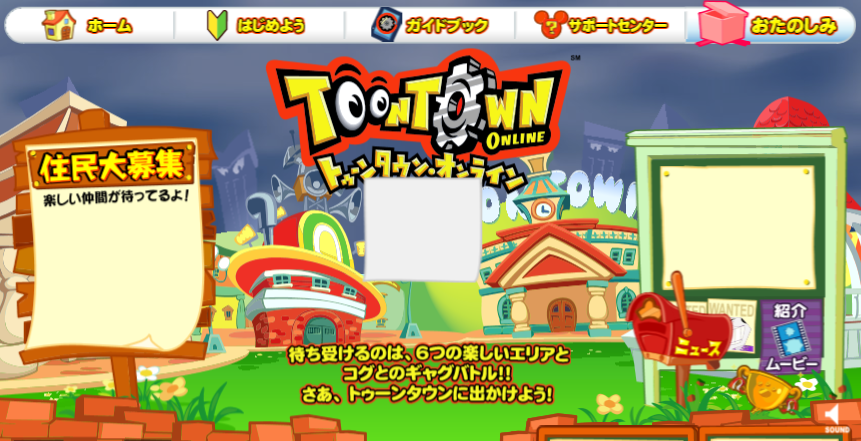 ホーム
はじめよう
ガイドブック
サポートセンター
おたのしみ
TOONTOWN
SM
ONLINE
トゥーンタウン・オンライン
住民大募集
楽しい仲間が待ってるよ!
WANTED
紹介
ムービー
ニュース
待ち受けるのは、6つの楽しいエリアと
コグとのギャグバトル!!
さあ、トゥーンタウンに出かけよう!
SOUND